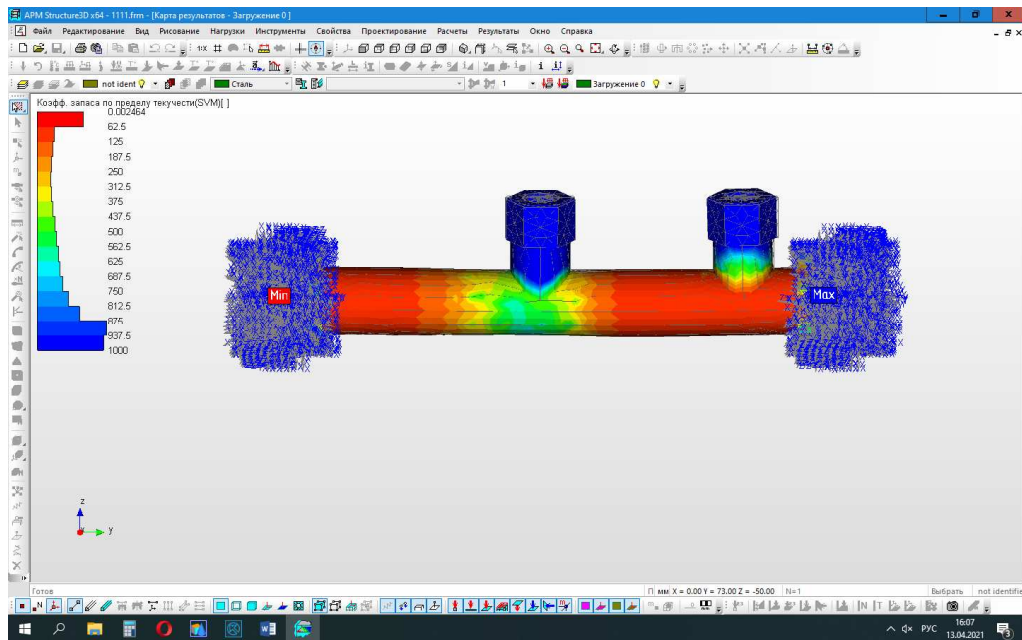 APM Structure3D x64 - 1111.frm - [Карта результатов - Загружение 0 ]
Файл Редактирование Вид Рисование Нагрузки Инструменты Свойства Проектирование Расчеты Результаты Окно Справка
not ident Сталь 1 Загружение 0
Коэфф. запаса по пределу текучести(SVM)[ ]
0.002464
62.5
125
187.5
250
312.5
375
437.5
500
562.5
625
687.5
750
812.5
875
937.5
1000
Min
Max
z
y
Готов
мм X = 0.00 Y = 73.00 Z = -50.00 N=1 Выбрать not identifie
РУС
16:07
13.04.2021
3